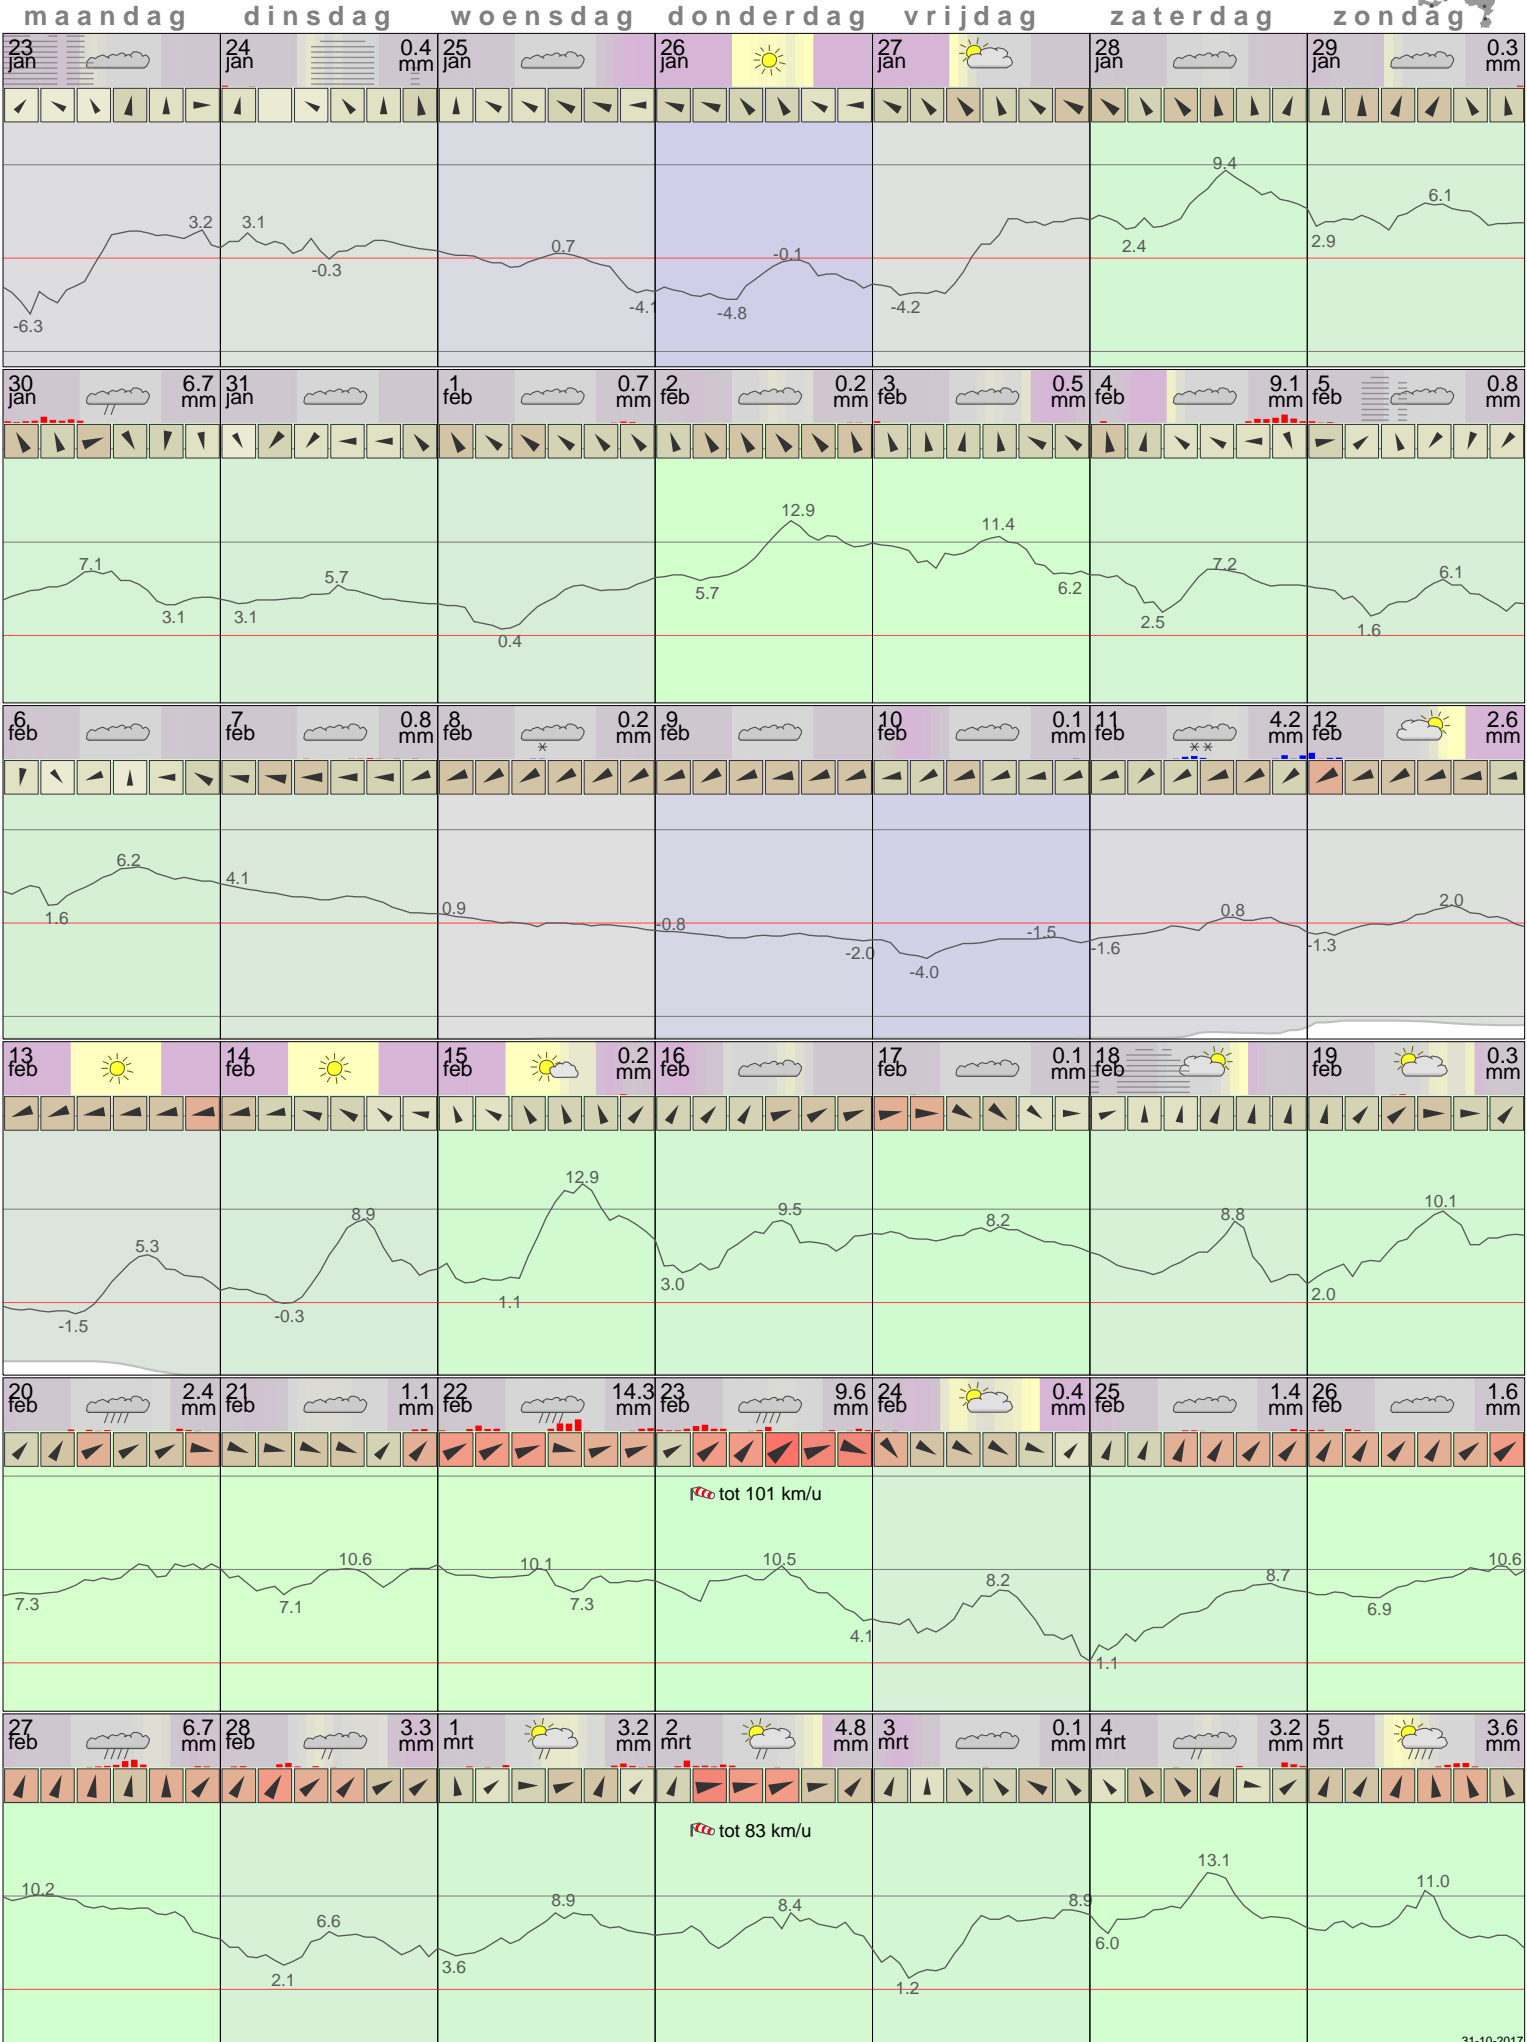 maandag dinsdag woensdag donderdag vrijdag zaterdag zondag
23 jan 24 jan 0.4 mm 25 jan 26 jan 27 jan 28 jan 29 jan 0.3 mm
-6.3 3.2 3.1 -0.3 0.7 -4.1 -4.8 -0.1 -4.2 2.4 9.4 2.9 6.1
30 jan 6.7 mm 31 jan 1 feb 0.7 mm 2 feb 0.2 mm 3 feb 0.5 mm 4 feb 9.1 mm 5 feb 0.8 mm
7.1 3.1 3.1 5.7 0.4 5.7 12.9 11.4 6.2 2.5 7.2 1.6 6.1
6 feb 7 feb 0.8 mm 8 feb 0.2 mm 9 feb 10 feb 0.1 mm 11 feb 4.2 mm 12 feb 2.6 mm
1.6 6.2 4.1 0.9 -0.8 -2.0 -4.0 -1.5 -1.6 0.8 -1.3 2.0
13 feb 14 feb 15 feb 0.2 mm 16 feb 17 feb 0.1 mm 18 feb 19 feb 0.3 mm
-1.5 5.3 -0.3 8.9 1.1 12.9 3.0 9.5 8.2 8.8 2.0 10.1
20 feb 2.4 mm 21 feb 1.1 mm 22 feb 14.3 mm 23 feb 9.6 mm 24 feb 0.4 mm 25 feb 1.4 mm 26 feb 1.6 mm
tot 101 km/u
7.3 7.1 10.6 10.1 7.3 10.5 4.1 8.2 1.1 8.7 6.9 10.6
27 feb 6.7 mm 28 feb 3.3 mm 1 mrt 3.2 mm 2 mrt 4.8 mm 3 mrt 0.1 mm 4 mrt 3.2 mm 5 mrt 3.6 mm
tot 83 km/u
10.2 2.1 6.6 3.6 8.9 8.4 1.2 8.9 6.0 13.1 11.0
31-10-2017